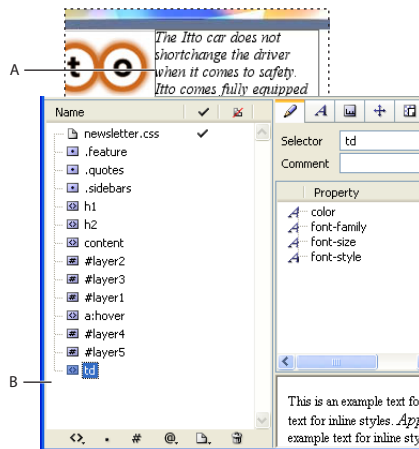 The Itto car does not
shortchange the driver
when it comes to safety.
Itto comes fully equipped
t o
A
Name
newsletter.css
.feature
.quotes
.sidebars
h1
h2
content
#layer2
#layer3
#layer1
a:hover
#layer4
#layer5
td
B
<>. . # @.
A
Selector td
Comment
Property
color
font-family
font-size
font-style
This is an example text fo
text for inline styles. App
example text for inline sty